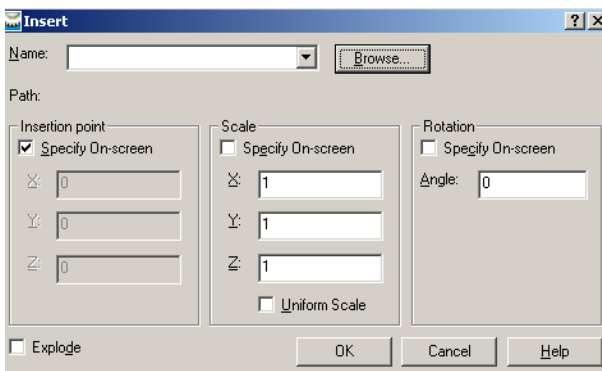 Insert
Name:
Browse...
Path:
Insertion point
Specify On-screen
X: 0
Y: 0
Z: 0
Scale
Specify On-screen
X: 1
Y: 1
Z: 1
Uniform Scale
Rotation
Specify On-screen
Angle: 0
Explode
OK Cancel Help